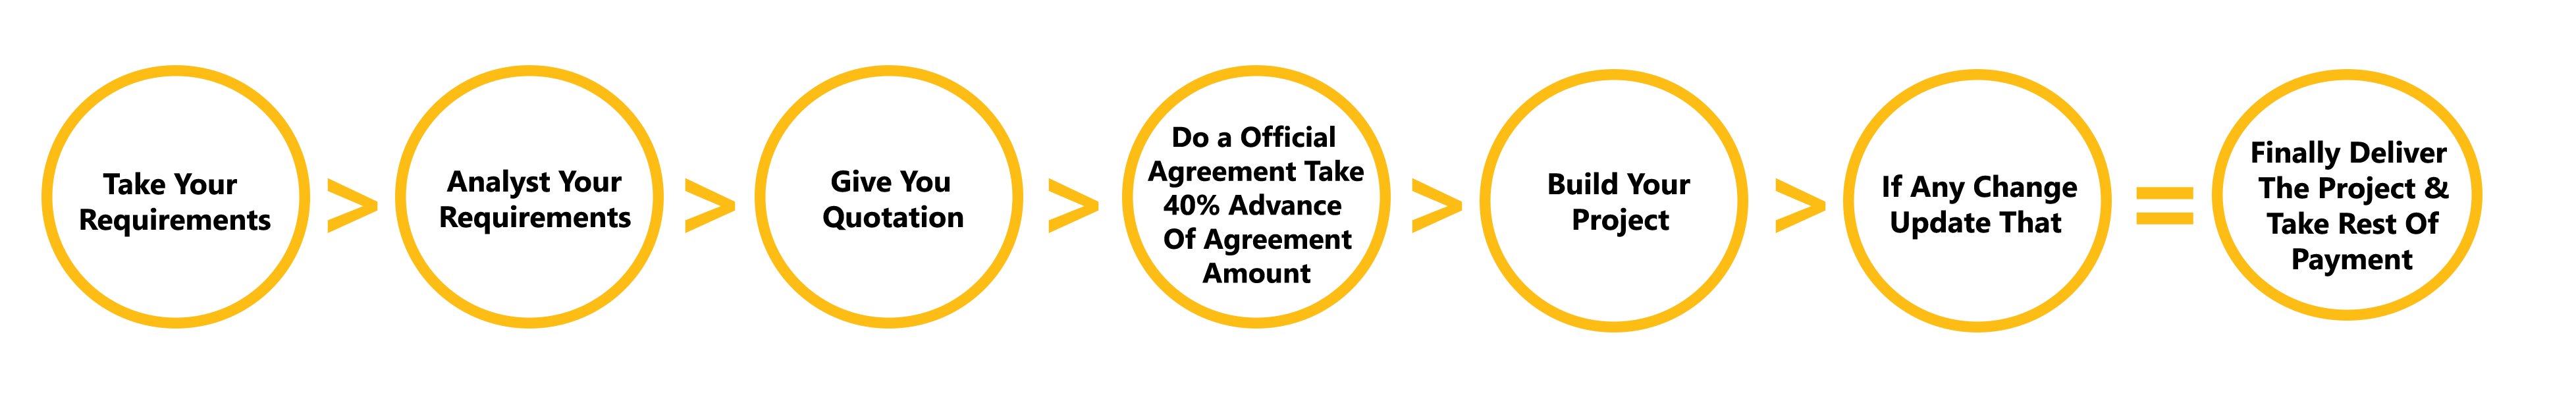 Take Your
Requirements
>
Analyst Your
Requirements
>
Give You
Quotation
>
Do a Official
Agreement Take
40% Advance
Of Agreement
Amount
>
Build Your
Project
>
If Any Change
Update That
=
Finally Deliver
The Project &
Take Rest Of
Payment